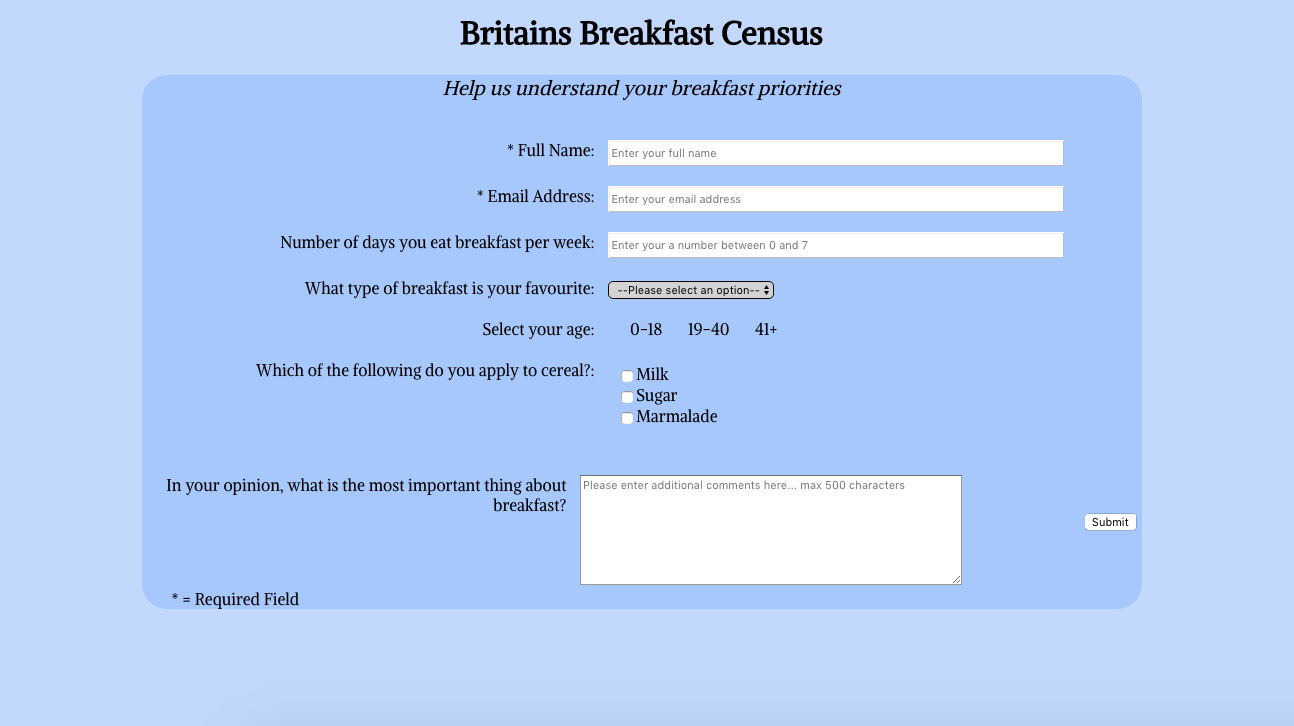 Britains Breakfast Census
Help us understand your breakfast priorities
* Full Name: Enter your full name
* Email Address: Enter your email address
Number of days you eat breakfast per week: Enter your a number between 0 and 7
What type of breakfast is your favourite: --Please select an option--
Select your age: 0-18 19-40 41+
Which of the following do you apply to cereal?: Milk
Sugar
Marmalade
In your opinion, what is the most important thing about Please enter additional comments here... max 500 characters
breakfast?
Submit
* = Required Field